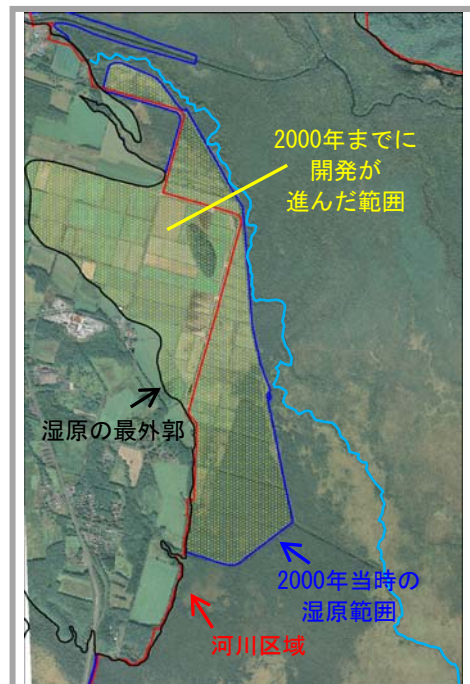 2000年までに
開発が
進んだ範囲
湿原の最外郭
2000年当時の
湿原範囲
河川区域